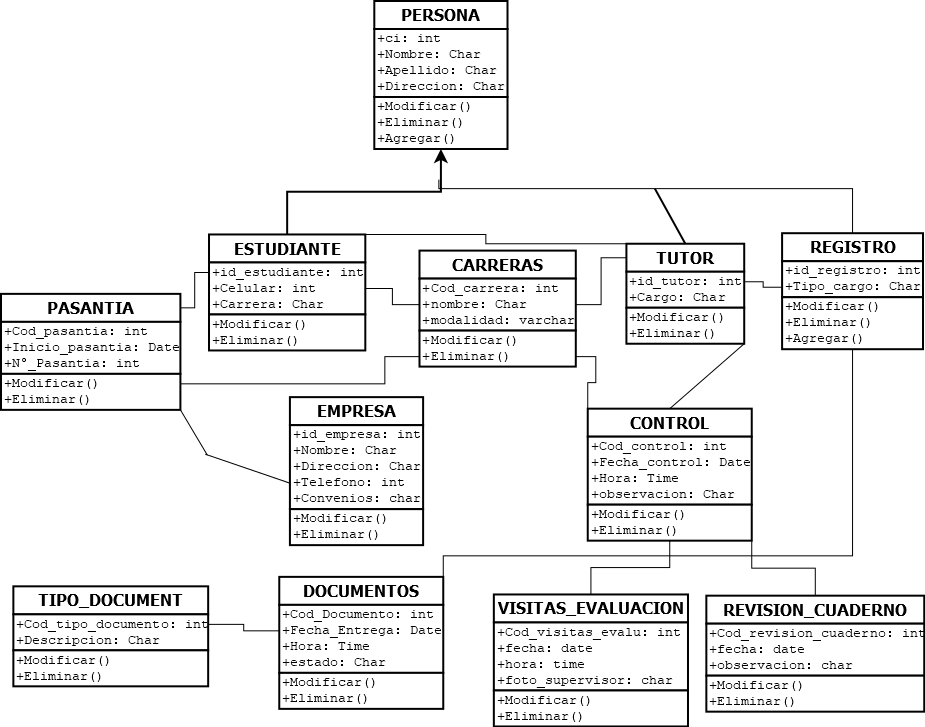 PERSONA
+ci: int
+Nombre: Char
+Apellido: Char
+Direccion: Char
+Modificar()
+Eliminar()
+Agregar()
ESTUDIANTE
+id_estudiante: int
+Celular: int
+Carrera: Char
+Modificar()
+Eliminar()
CARRERAS
+Cod_carrera: int
+nombre: Char
+modalidad: varchar
+Modificar()
+Eliminar()
TUTOR
+id_tutor: int
+Cargo: Char
+Modificar()
+Eliminar()
REGISTRO
+id_registro: int
+Tipo_cargo: Char
+Modificar()
+Eliminar()
+Agregar()
PASANTIA
+Cod_pasantia: int
+Inicio_pasantia: Date
+N°_Pasantia: int
+Modificar()
+Eliminar()
EMPRESA
+id_empresa: int
+Nombre: Char
+Direccion: Char
+Telefono: int
+Convenios: char
+Modificar()
+Eliminar()
CONTROL
+Cod_control: int
+Fecha_control: Date
+Hora: Time
+observacion: Char
+Modificar()
+Eliminar()
TIPO_DOCUMENT
+Cod_tipo_documento: int
+Descripcion: Char
+Modificar()
+Eliminar()
DOCUMENTOS
+Cod_Documento: int
+Fecha_Entrega: Date
+Hora: Time
+estado: Char
+Modificar()
+Eliminar()
VISITAS_EVALUACION
+Cod_visitas_evalu: int
+fecha: date
+hora: time
+foto_supervisor: char
+Modificar()
+Eliminar()
REVISION_CUADERNO
+Cod_revision_cuaderno: int
+fecha: date
+observacion: char
+Modificar()
+Eliminar()